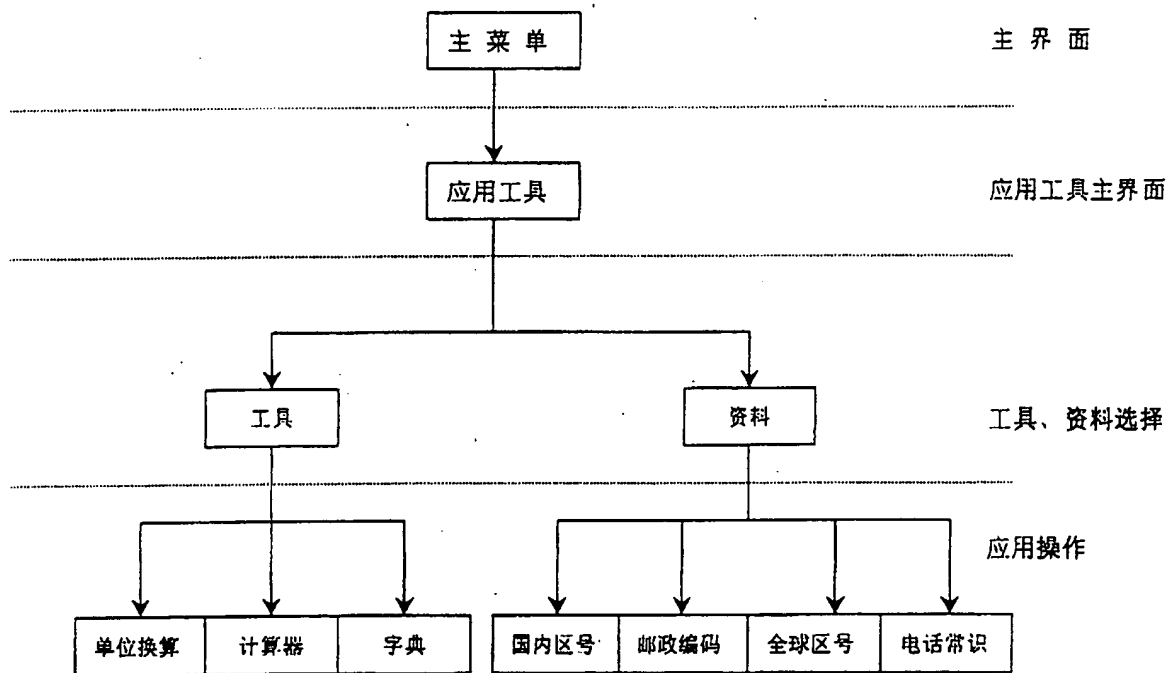 主菜单
主界面
应用工具
应用工具主界面
工具
资料
工具、资料选择
应用操作
单位换算
计算器
字典
国内区号
邮政编码
全球区号
电话常识